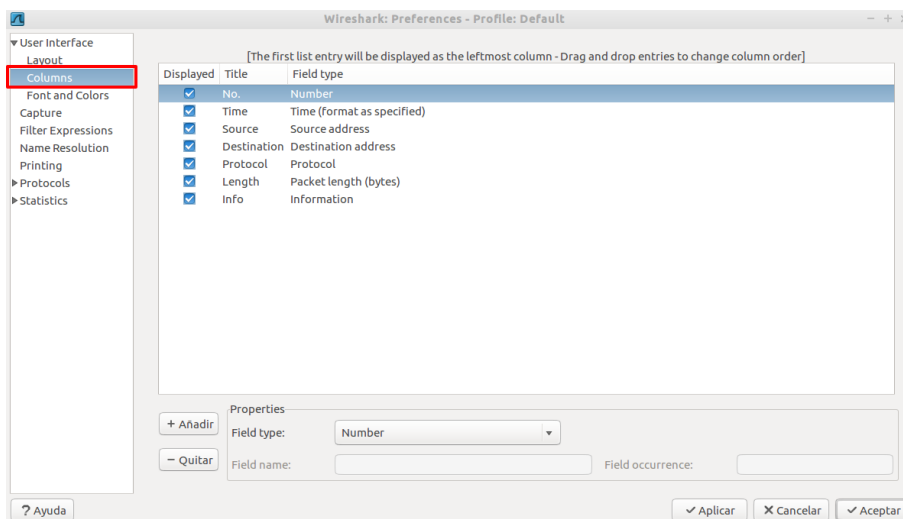 Wireshark: Preferences - Profile: Default
User Interface
Layout
Columns
Font and Colors
Capture
Filter Expressions
Name Resolution
Printing
Protocols
Statistics
[The first list entry will be displayed as the leftmost column - Drag and drop entries to change column order]
Displayed Title Field type
No. Number
Time Time (format as specified)
Source Source address
Destination Destination address
Protocol Protocol
Length Packet length (bytes)
Info Information
+ Añadir
− Quitar
Properties
Field type: Number
Field name: Field occurrence:
? Ayuda
Aplicar Cancelar Aceptar